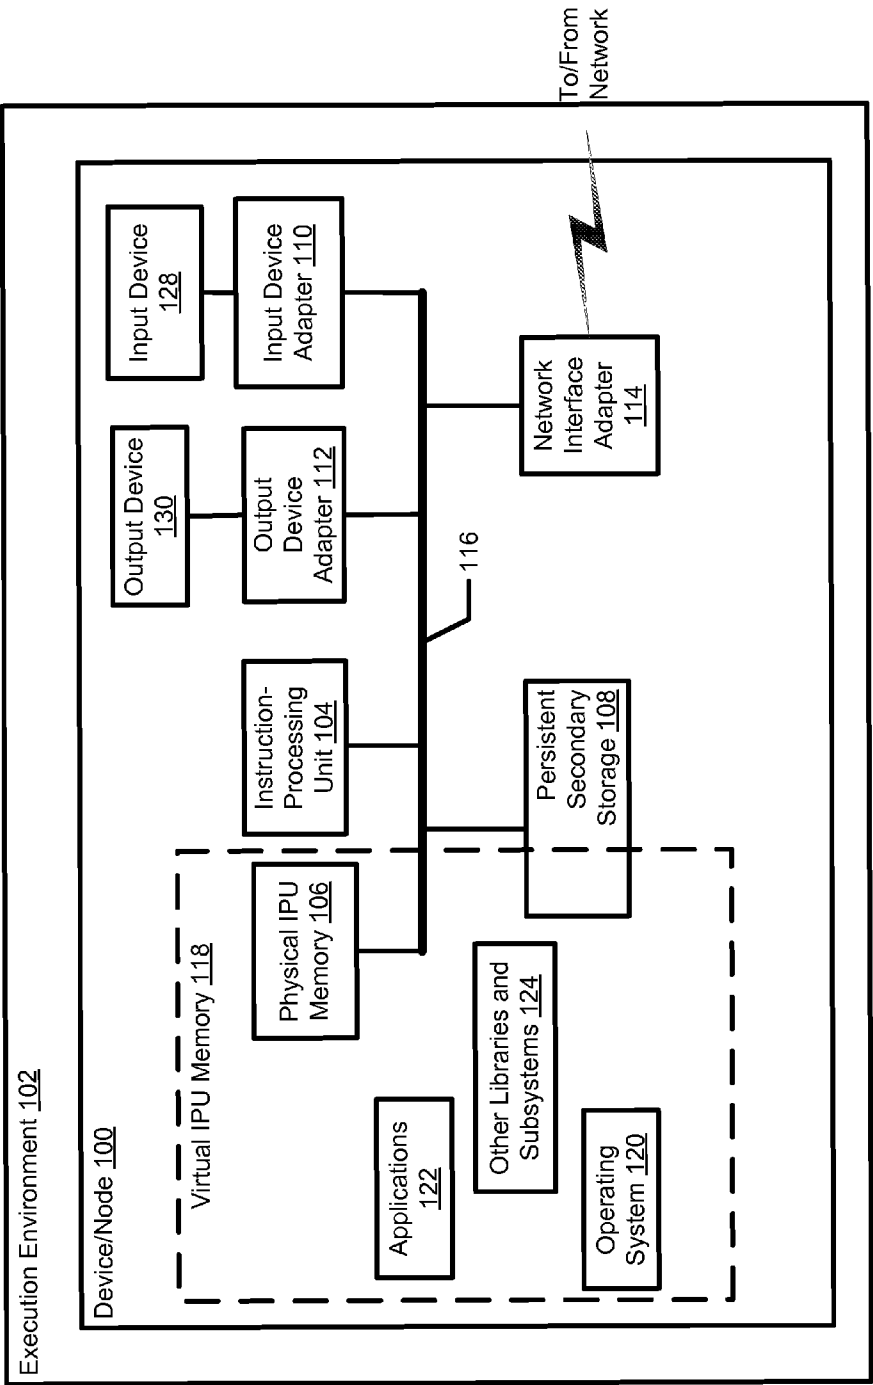 Execution Environment 102
Device/Node 100
Virtual IPU Memory 118
Physical IPU
Memory 106
Instruction-
Processing
Unit 104
Output Device
130
Output
Device
Adapter 112
Input Device
128
Input Device
Adapter 110
116
Applications
122
Other Libraries and
Subsystems 124
Operating
System 120
Persistent
Secondary
Storage 108
Network
Interface
Adapter
114
To/From
Network